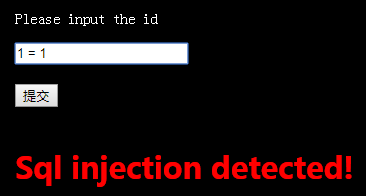 Please input the id
1 = 1
提交
Sql injection detected!